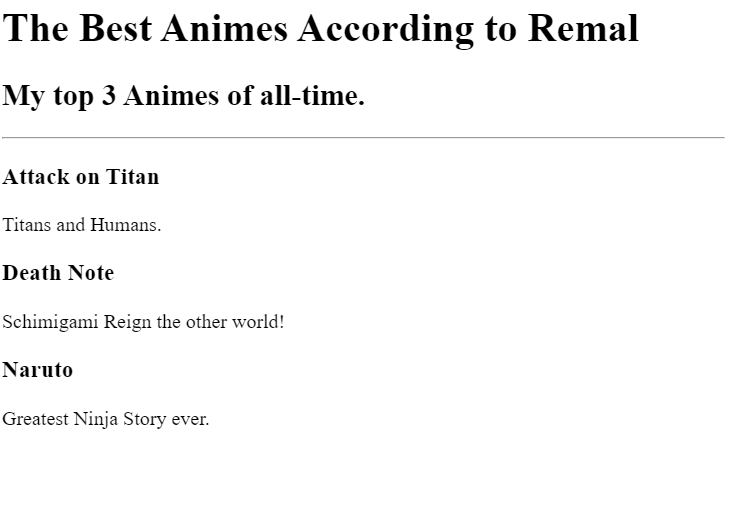 The Best Animes According to Remal
My top 3 Animes of all-time.
Attack on Titan
Titans and Humans.
Death Note
Schimigami Reign the other world!
Naruto
Greatest Ninja Story ever.